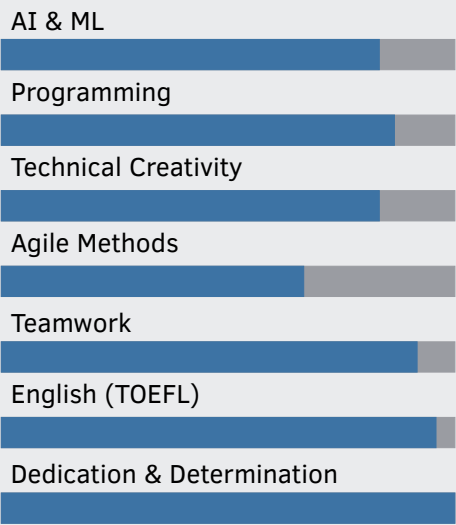 AI & ML
Programming
Technical Creativity
Agile Methods
Teamwork
English (TOEFL)
Dedication & Determination